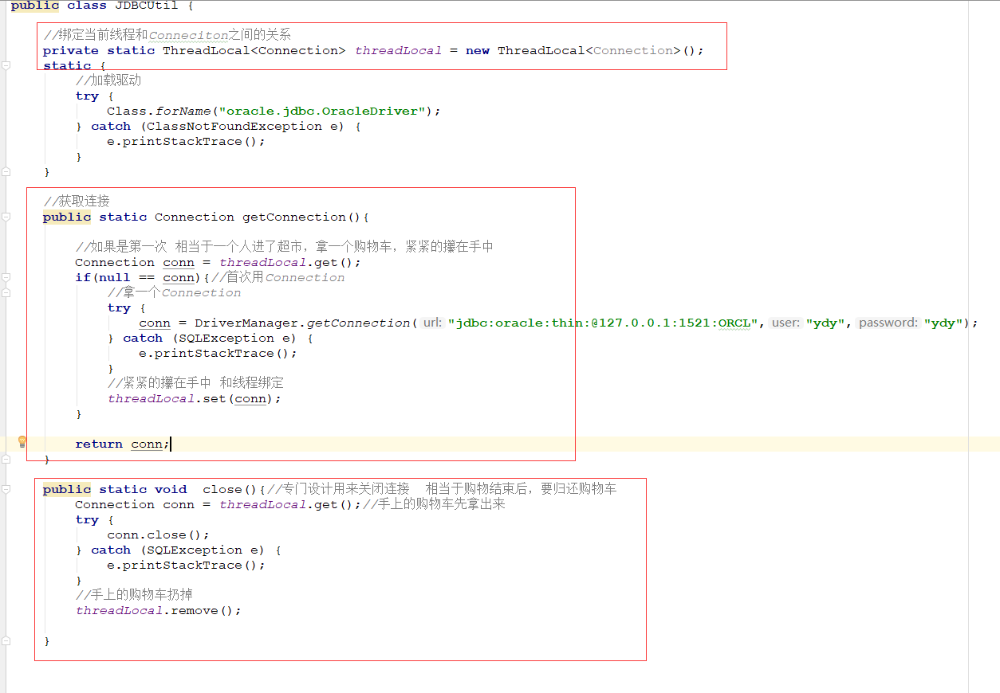 public class JDBCUtil {
//绑定当前线程和Conneciton之间的关系
private static ThreadLocal<Connection> threadLocal = new ThreadLocal<Connection>();
static {
//加载驱动
try {
Class.forName("oracle.jdbc.OracleDriver");
} catch (ClassNotFoundException e) {
e.printStackTrace();
}
}
//获取连接
public static Connection getConnection(){
//如果是第一次 相当于一个人进了超市，拿一个购物车，紧紧的攥在手中
Connection conn = threadLocal.get();
if(null == conn){//首次用Connection
//拿一个Connection
try {
conn = DriverManager.getConnection( url: "jdbc:oracle:thin:@127.0.0.1:1521:ORCL", user: "ydy", password: "ydy");
} catch (SQLException e) {
e.printStackTrace();
}
//紧紧的攥在手中 和线程绑定
threadLocal.set(conn);
}
return conn;
}
public static void  close(){//专门设计用来关闭连接  相当于购物结束后，要归还购物车
Connection conn = threadLocal.get();//手上的购物车先拿出来
try {
conn.close();
} catch (SQLException e) {
e.printStackTrace();
}
//手上的购物车扔掉
threadLocal.remove();
}